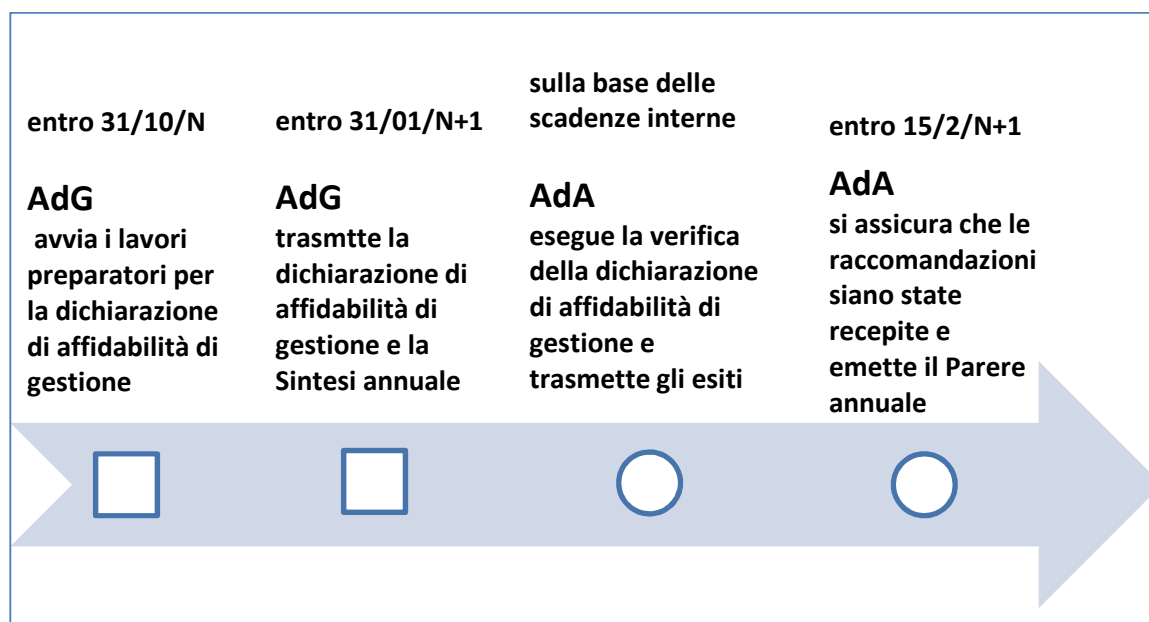 entro 31/10/N
AdG
avvia i lavori
preparatori per
la dichiarazione
di affidabilità di
gestione
entro 31/01/N+1
AdG
trasmtte la
dichiarazione di
affidabilità di
gestione e la
Sintesi annuale
sulla base delle
scadenze interne
AdA
esegue la verifica
della dichiarazione
di affidabilità di
gestione e
trasmette gli esiti
entro 15/2/N+1
AdA
si assicura che le
raccomandazioni
siano state
recepite e
emette il Parere
annuale